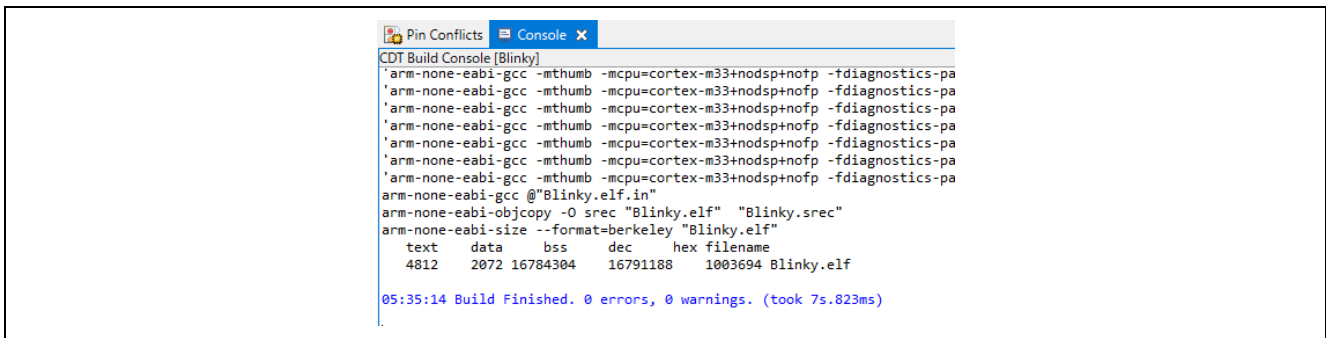 Pin Conflicts Console
CDT Build Console [Blinky]
'arm-none-eabi-gcc -mthumb -mcpu=cortex-m33+nodsp+nofp -fdiagnostics-pa
'arm-none-eabi-gcc -mthumb -mcpu=cortex-m33+nodsp+nofp -fdiagnostics-pa
'arm-none-eabi-gcc -mthumb -mcpu=cortex-m33+nodsp+nofp -fdiagnostics-pa
'arm-none-eabi-gcc -mthumb -mcpu=cortex-m33+nodsp+nofp -fdiagnostics-pa
'arm-none-eabi-gcc -mthumb -mcpu=cortex-m33+nodsp+nofp -fdiagnostics-pa
'arm-none-eabi-gcc -mthumb -mcpu=cortex-m33+nodsp+nofp -fdiagnostics-pa
'arm-none-eabi-gcc -mthumb -mcpu=cortex-m33+nodsp+nofp -fdiagnostics-pa
arm-none-eabi-gcc @"Blinky.elf.in"
arm-none-eabi-objcopy -O srec "Blinky.elf"  "Blinky.srec"
arm-none-eabi-size --format=berkeley "Blinky.elf"
   text    data     bss     dec     hex filename
   4812    2072 16784304    16791188    1003694 Blinky.elf
05:35:14 Build Finished. 0 errors, 0 warnings. (took 7s.823ms)